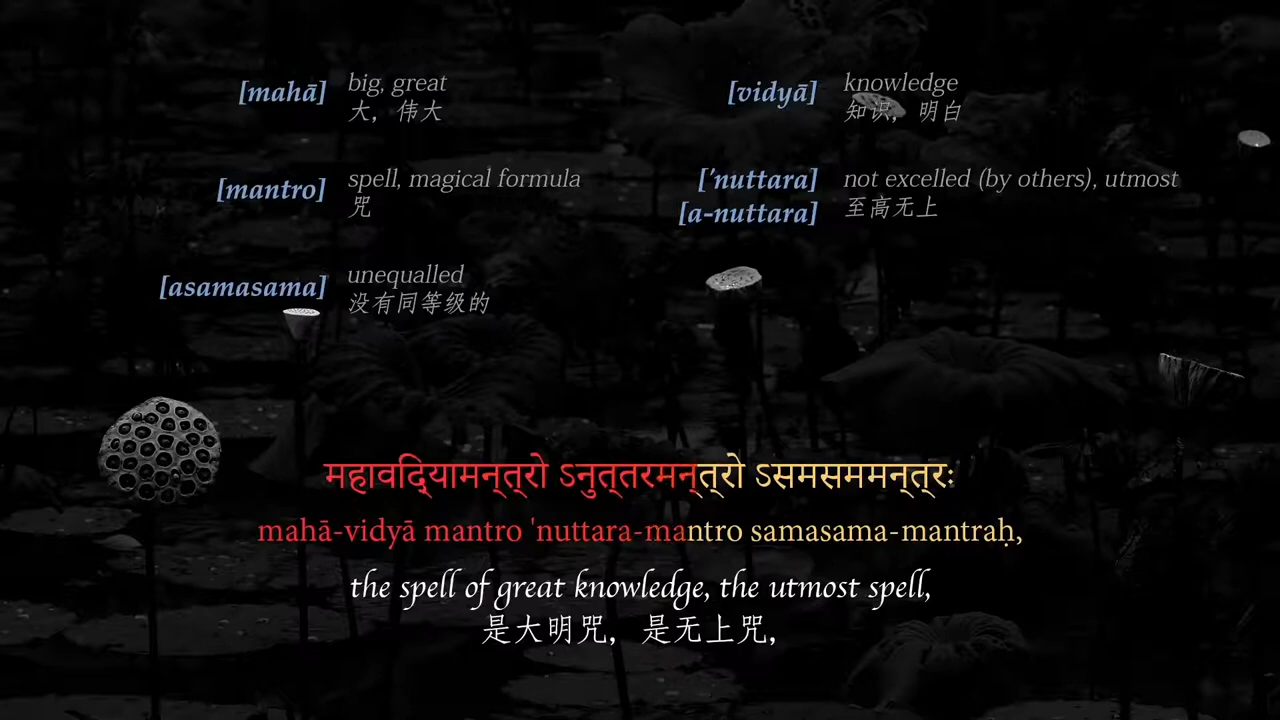 [mahā] big, great
大，伟大
[vidyā] knowledge
知识，明白
[mantro] spell, magical formula
咒
['nuttara] not excelled (by others), utmost
[a-nuttara] 至高无上
[asamasama] unequalled
没有同等级的
महावदि्यामन्त्रो ऽनुत्तरमन्त्रो ऽसमसममन्त्रः
mahā-vidyā mantro 'nuttara-mantro samasama-mantraḥ,
the spell of great knowledge, the utmost spell,
是大明咒，是无上咒，